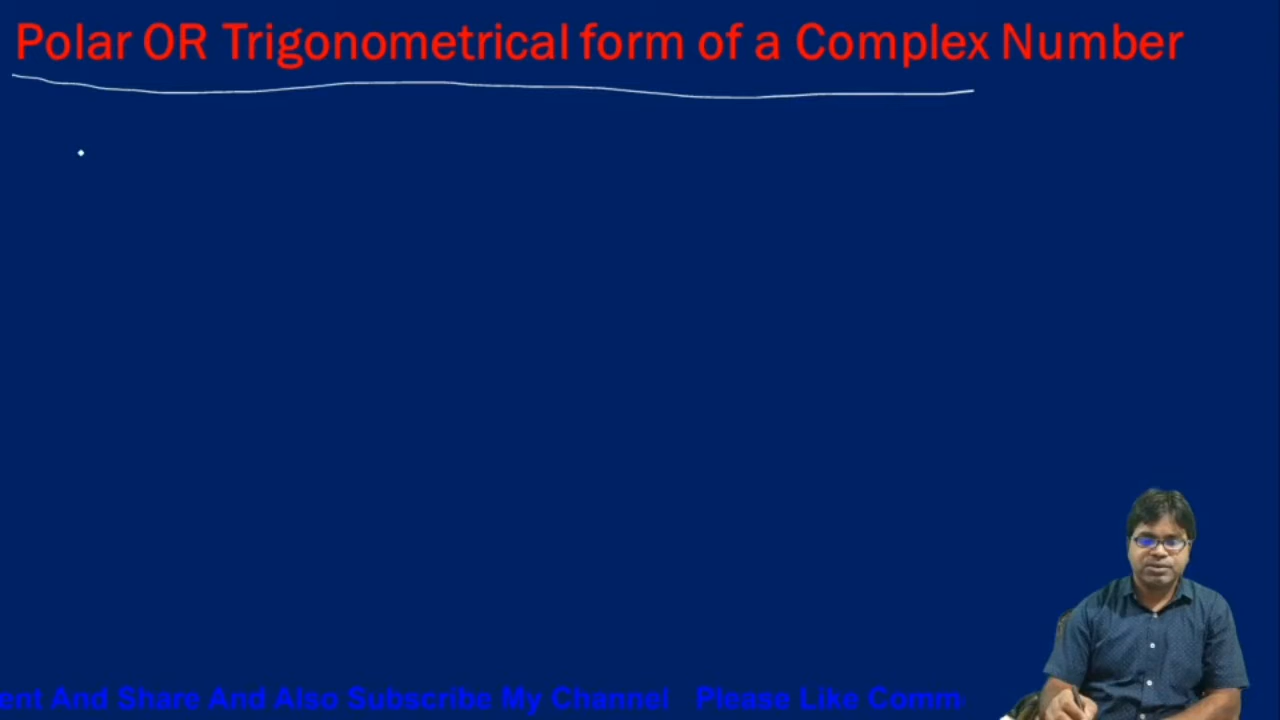 Polar OR Trigonometrical form of a Complex Number
ent And Share And Also Subscribe My Channel Please Like Comm